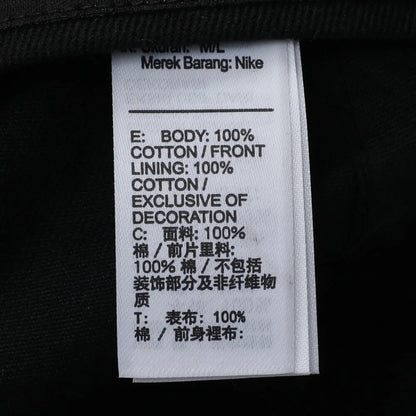 Ukuran: M/L
Merek Barang: Nike
E: BODY: 100%
COTTON / FRONT
LINING: 100%
COTTON /
EXCLUSIVE OF
DECORATION
C: 面料: 100%
棉 / 前片里料:
100% 棉 / 不包括
装饰部分及非纤维物
质
T: 表布: 100%
棉 / 前身裡布: